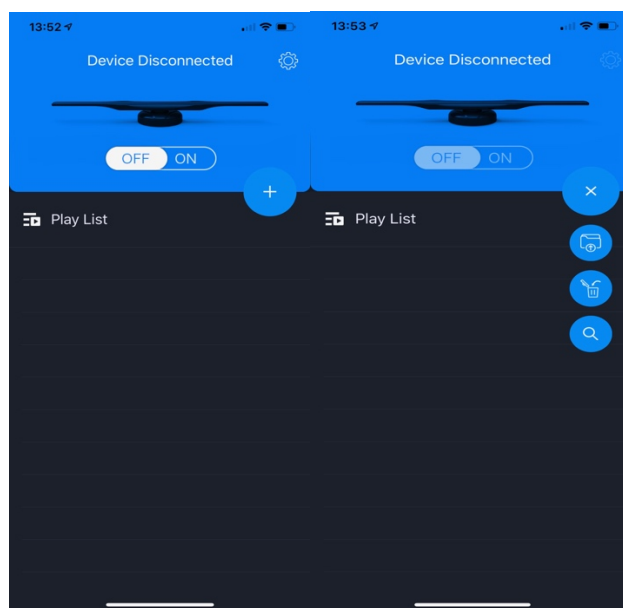 13:52
Device Disconnected
OFF ON
Play List
13:53
Device Disconnected
OFF ON
Play List